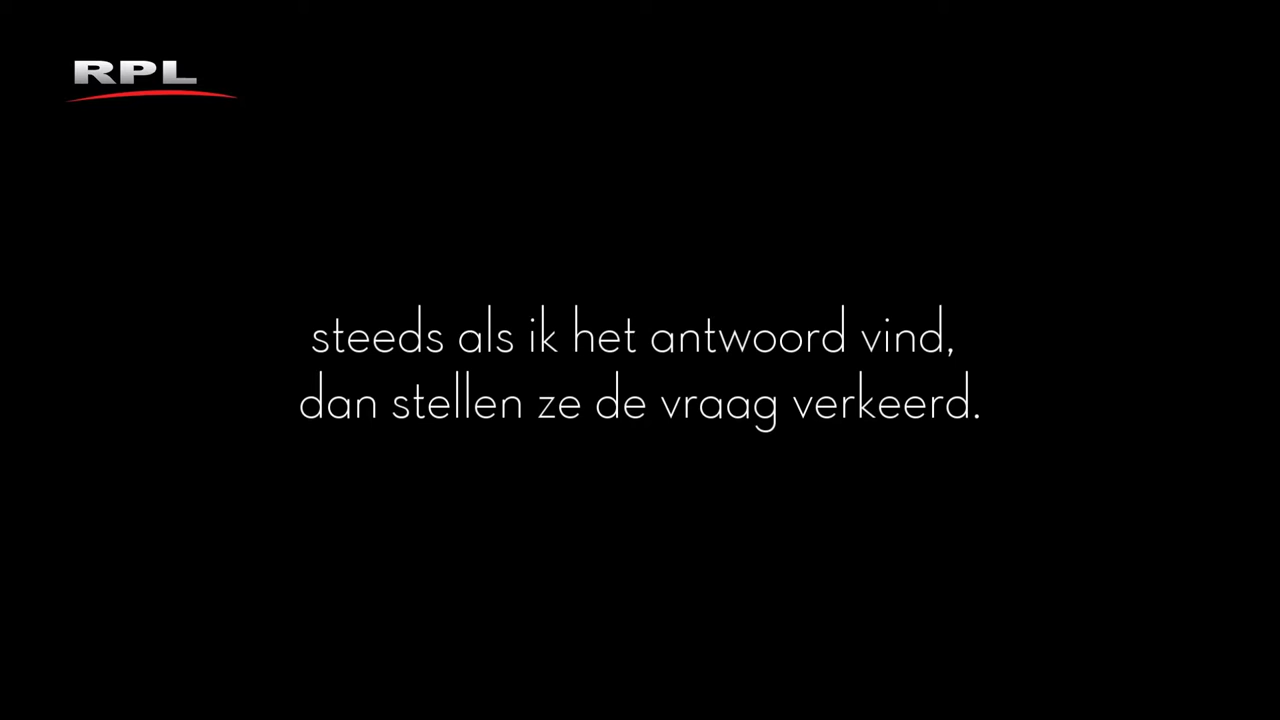 RPL
steeds als ik het antwoord vind,
dan stellen ze de vraag verkeerd.